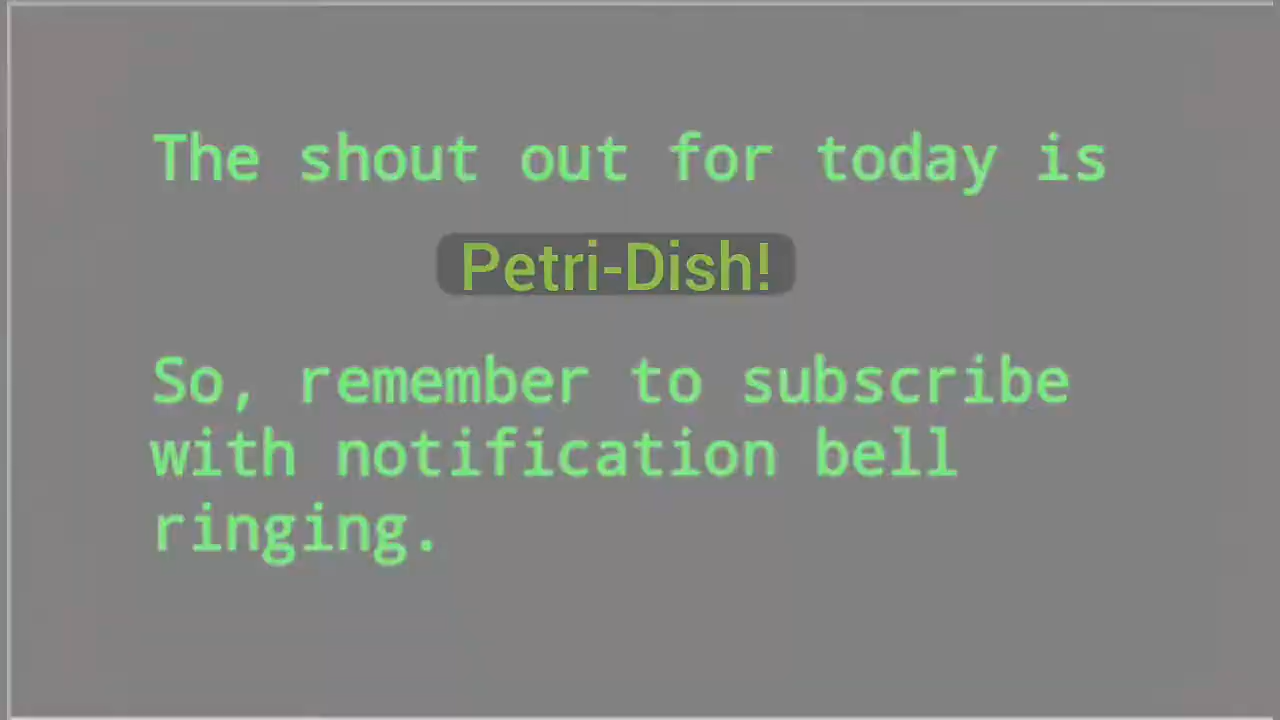 The shout out for today is
Petri-Dish!
So, remember to subscribe
with notification bell
ringing.